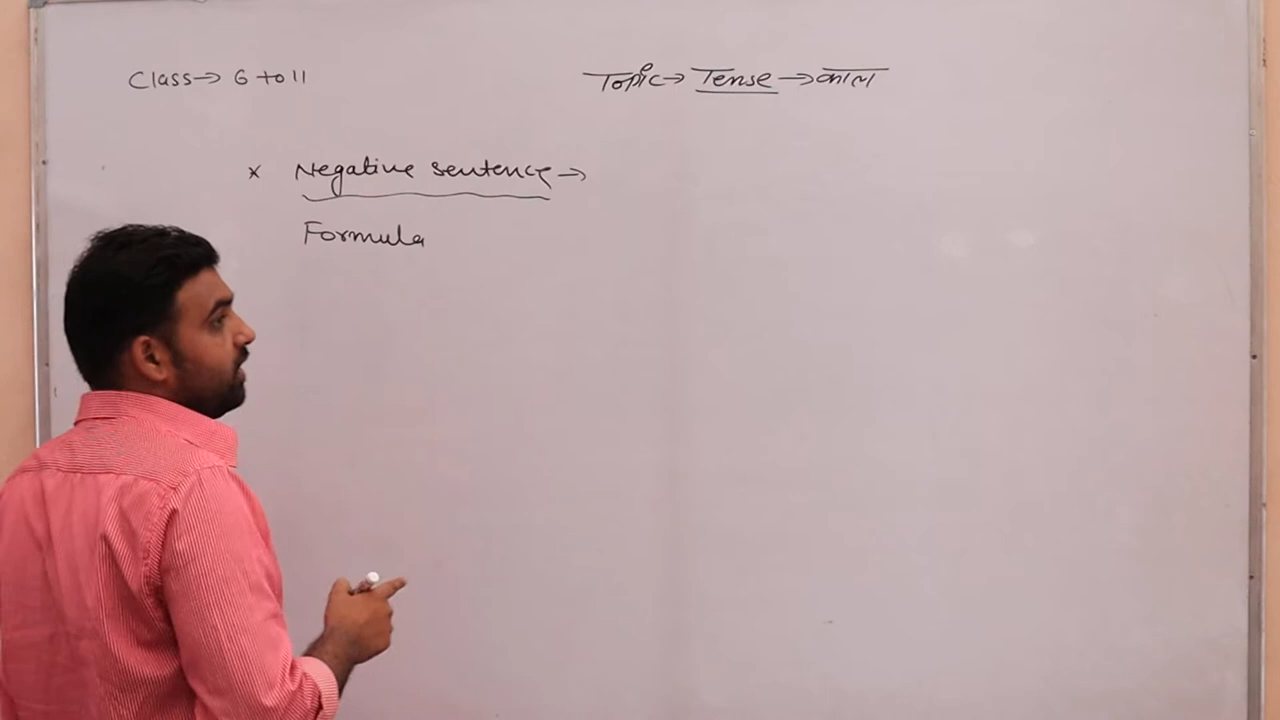 Class→ 6 to 11
Topic→ Tense →काल
× Negative sentence→
Formula